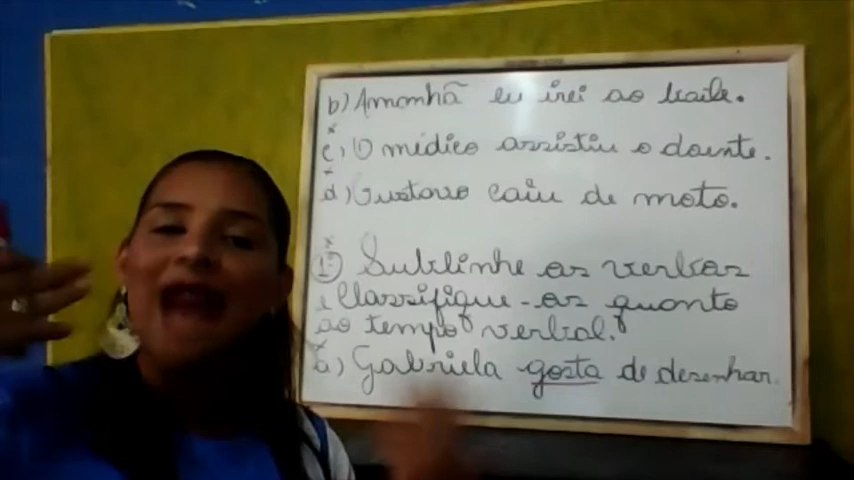 b) Amanhã eu irei ao baile.
c) O médico assistiu o doente.
d) Gustavo caiu de moto.
1ª Sublinhe os verbos
e classifique-os quanto
ao tempo verbal.
a) Gabriela gosta de desenhar.